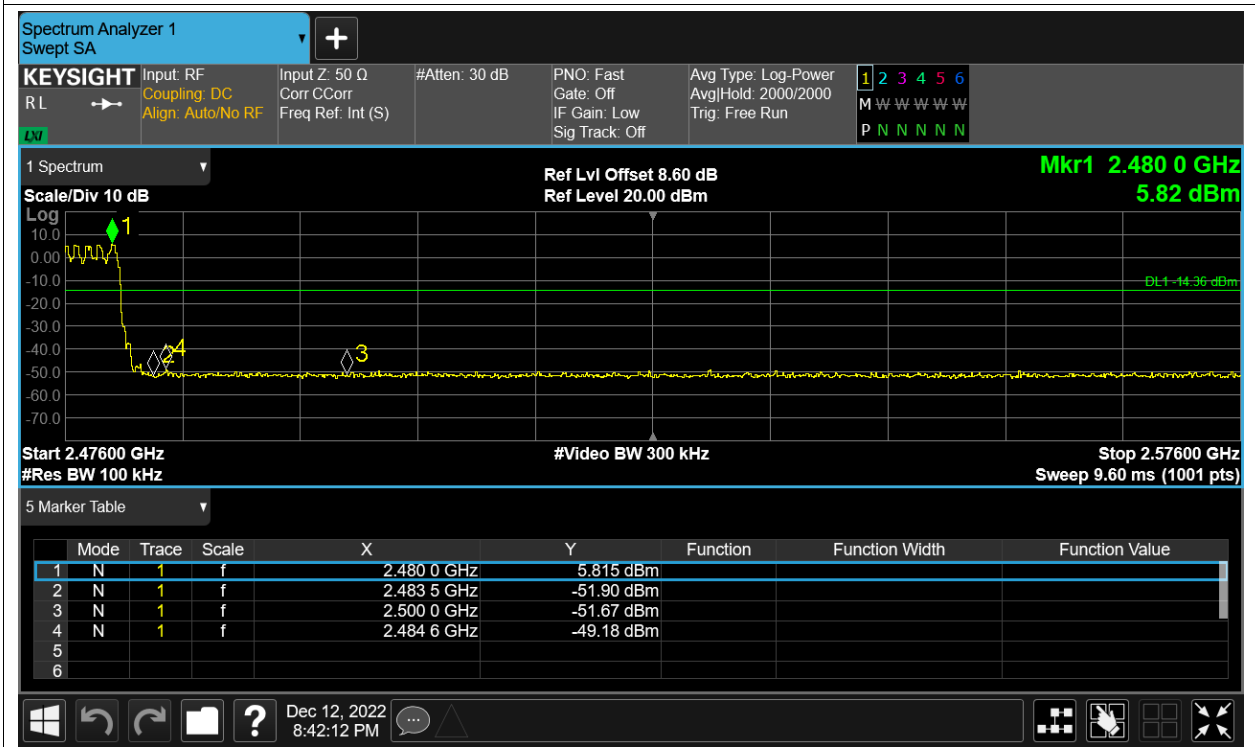 Spectrum Analyzer 1
Swept SA
KEYSIGHT
RL
LXI
Input: RF
Coupling: DC
Align: Auto/No RF
Input Z: 50 Ω
Corr CCorr
Freq Ref: Int (S)
#Atten: 30 dB
PNO: Fast
Gate: Off
IF Gain: Low
Sig Track: Off
Avg Type: Log-Power
Avg|Hold: 2000/2000
Trig: Free Run
1 2 3 4 5 6
M W W W W W
P N N N N N
1 Spectrum
Scale/Div 10 dB
Ref Lvl Offset 8.60 dB
Ref Level 20.00 dBm
Mkr1 2.480 0 GHz
5.82 dBm
Log
10.0
0.00
-10.0
-20.0
-30.0
-40.0
-50.0
-60.0
-70.0
1
2 4
3
DL1 -14.36 dBm
Start 2.47600 GHz
#Res BW 100 kHz
#Video BW 300 kHz
Stop 2.57600 GHz
Sweep 9.60 ms (1001 pts)
5 Marker Table
Mode Trace Scale X Y Function Function Width Function Value
1 N 1 f 2.480 0 GHz 5.815 dBm
2 N 1 f 2.483 5 GHz -51.90 dBm
3 N 1 f 2.500 0 GHz -51.67 dBm
4 N 1 f 2.484 6 GHz -49.18 dBm
5
6
?
Dec 12, 2022
8:42:12 PM